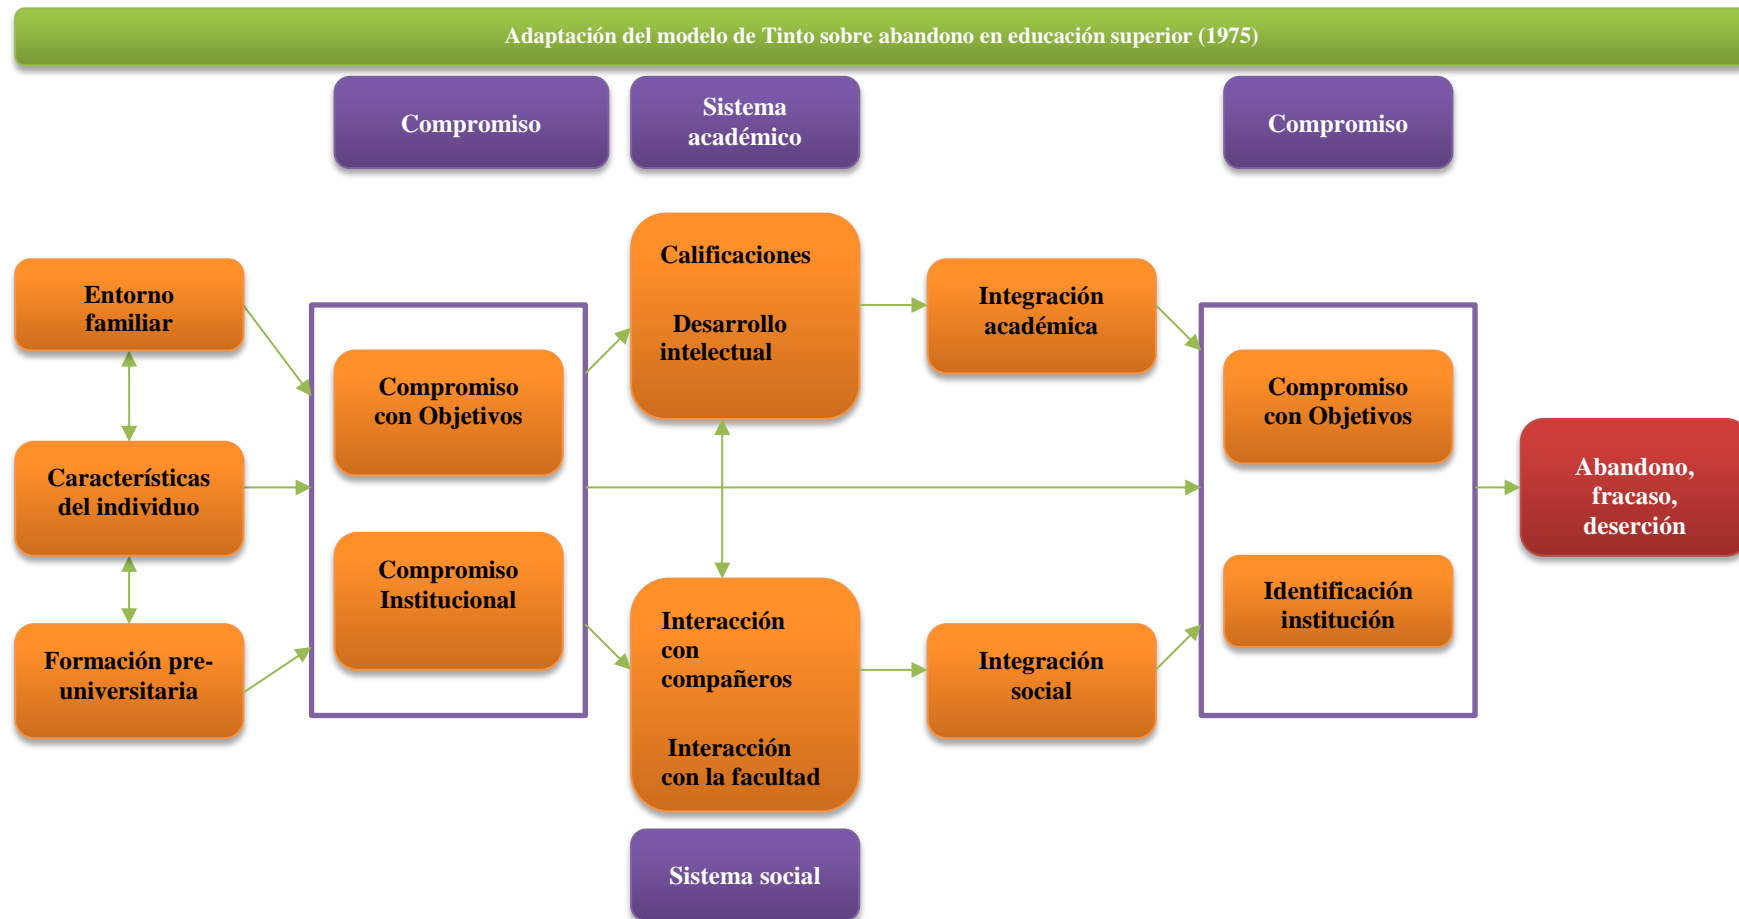 Adaptación del modelo de Tinto sobre abandono en educación superior (1975)
Compromiso
Sistema
académico
Compromiso
Entorno
familiar
Característícas
del individuo
Formación pre-
universitaria
Compromiso
con Objetivos
Compromiso
Institucional
Calificaciones
Desarrollo
intelectual
Interacción
con
compañeros
Interacción
con la facultad
Integración
académica
Integración
social
Compromiso
con Objetivos
Identificación
institución
Abandono,
fracaso,
deserción
Sistema social